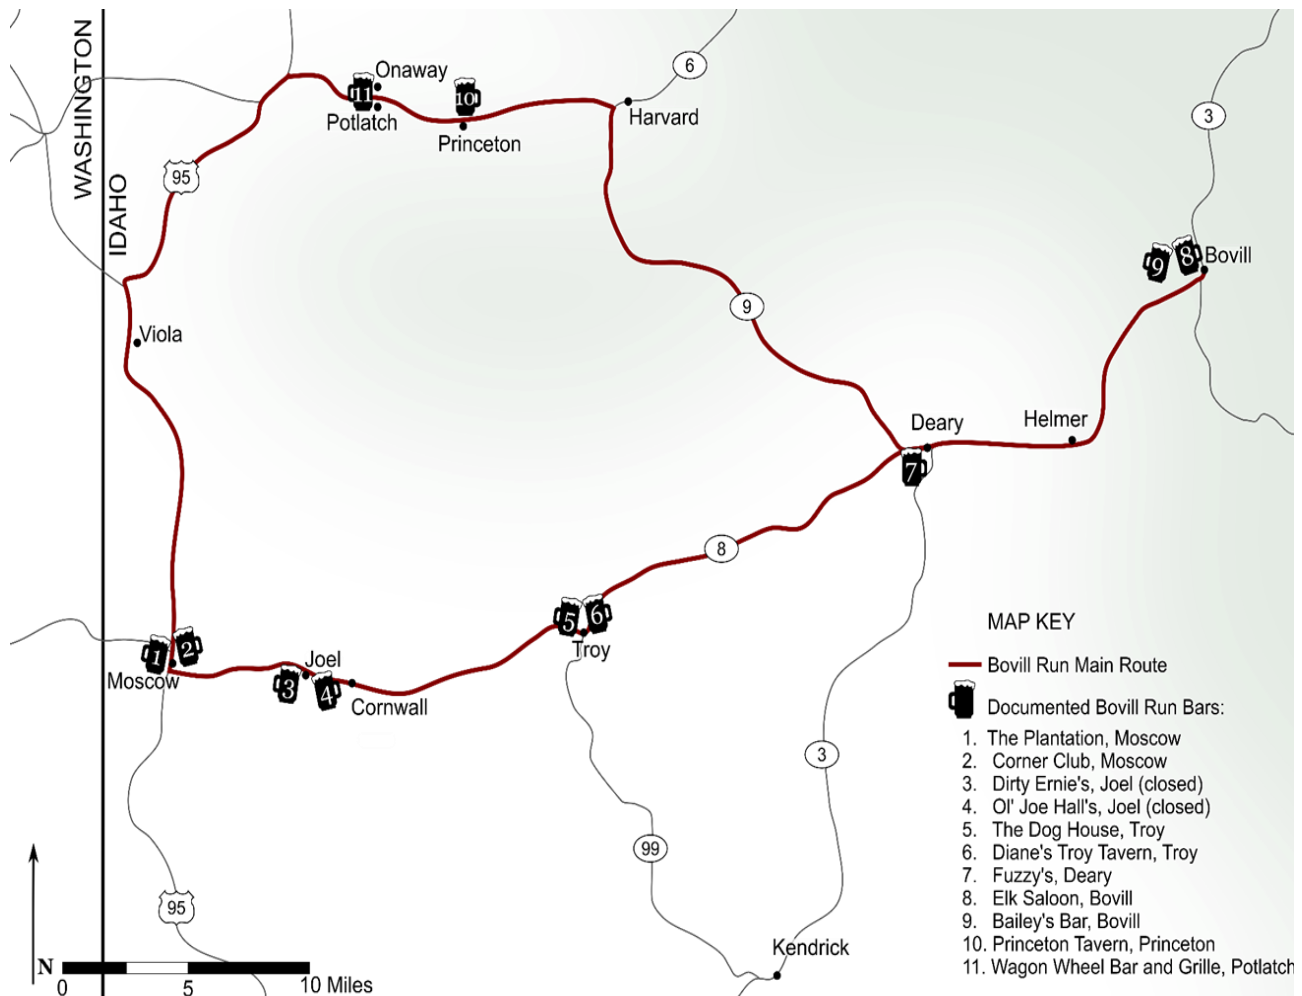 WASHINGTON
IDAHO
Onaway
11
10
Potlatch
Princeton
6
Harvard
3
95
9
8
Bovill
9
Viola
Deary
Helmer
7
8
5
6
Troy
1
2
Moscow
Joel
3
4
Cornwall
3
99
95
Kendrick
N
0
5
10 Miles
MAP KEY
Bovill Run Main Route
Documented Bovill Run Bars:
1. The Plantation, Moscow
2. Corner Club, Moscow
3. Dirty Ernie's, Joel (closed)
4. Ol' Joe Hall's, Joel (closed)
5. The Dog House, Troy
6. Diane's Troy Tavern, Troy
7. Fuzzy's, Deary
8. Elk Saloon, Bovill
9. Bailey's Bar, Bovill
10. Princeton Tavern, Princeton
11. Wagon Wheel Bar and Grille, Potlatch